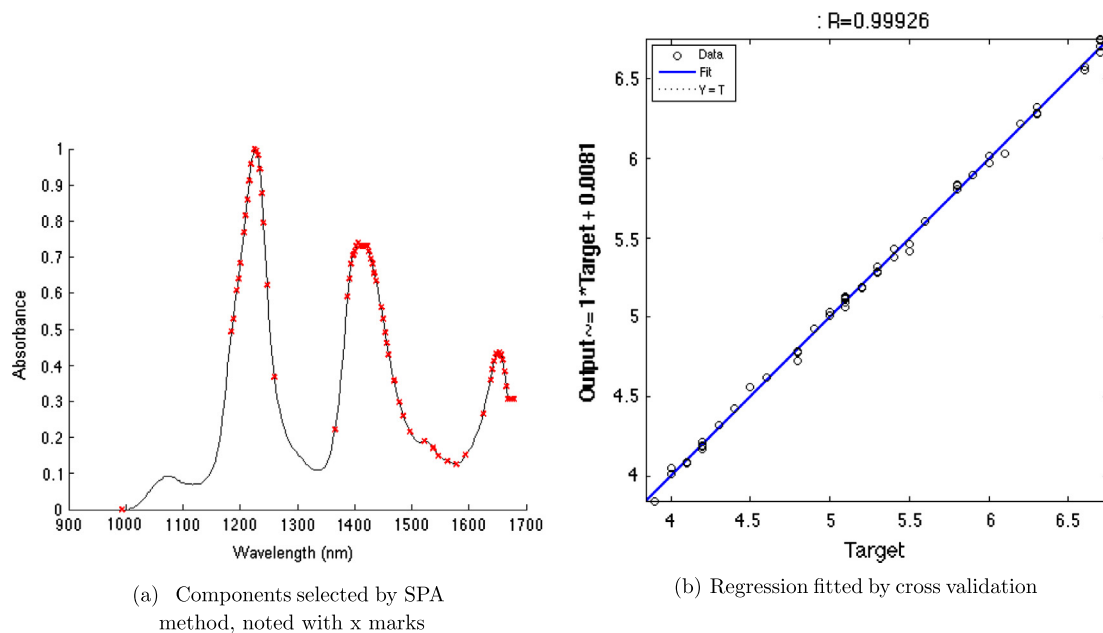 1
0.9
0.8
0.7
0.6
0.5
0.4
0.3
0.2
0.1
0
Absorbance
900 1000 1100 1200 1300 1400 1500 1600 1700
Wavelength (nm)
(a) Components selected by SPA
method, noted with x marks
: R=0.99926
Data
Fit
Y = T
6.5
6
5.5
5
4.5
4
Output ~= 1*Target + 0.0081
4 4.5 5 5.5 6 6.5
Target
(b) Regression fitted by cross validation